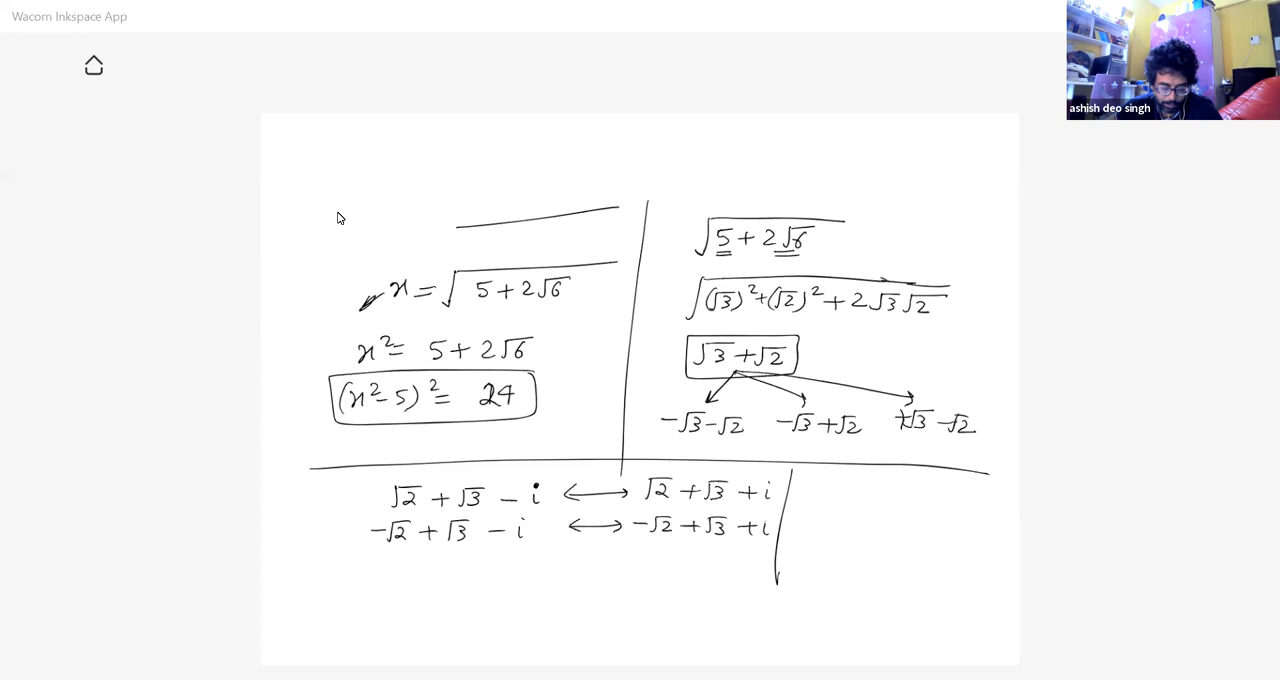 Wacom Inkspace App
ashish deo singh
x = √(5 + 2√6)
x² = 5 + 2√6
(x² - 5)² = 24
√(5 + 2√6)
√((√3)² + (√2)² + 2√3√2)
√3 + √2
-√3 - √2   -√3 + √2   +√3 - √2
√2 + √3 - i ⟷ √2 + √3 + i
-√2 + √3 - i ⟷ -√2 + √3 + i